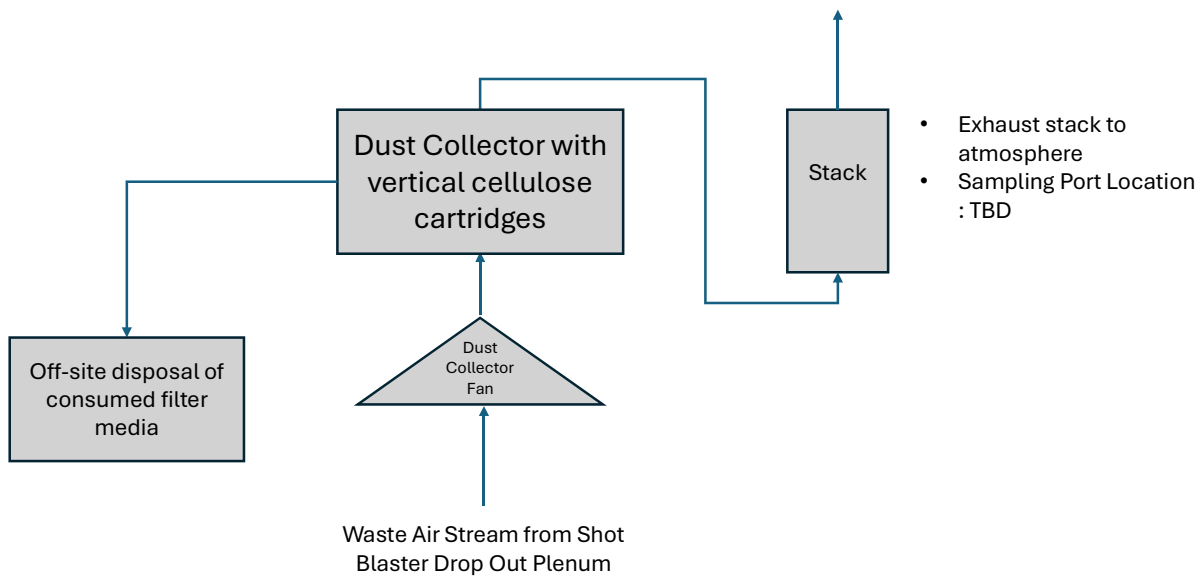 Dust Collector with
vertical cellulose
cartridges
Stack
• Exhaust stack to
atmosphere
• Sampling Port Location
: TBD
Dust
Collector
Fan
Off-site disposal of
consumed filter
media
Waste Air Stream from Shot
Blaster Drop Out Plenum